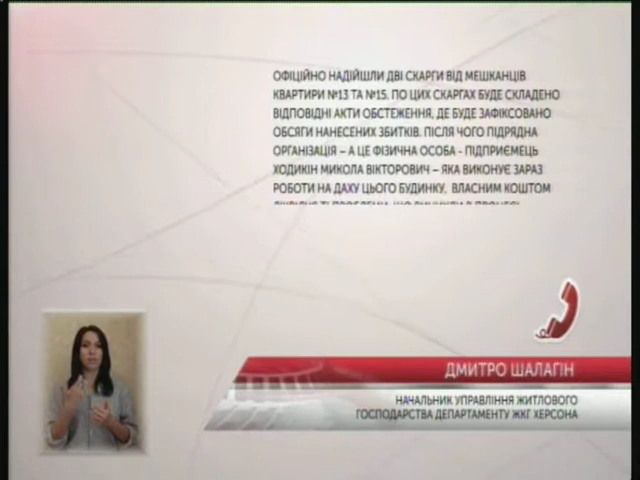 ОФІЦІЙНО НАДІЙШЛИ ДВІ СКАРГИ ВІД МЕШКАНЦІВ
КВАРТИРИ №13 ТА №15. ПО ЦИХ СКАРГАХ БУДЕ СКЛАДЕНО
ВІДПОВІДНІ АКТИ ОБСТЕЖЕННЯ, ДЕ БУДЕ ЗАФІКСОВАНО
ОБСЯГИ НАНЕСЕНИХ ЗБИТКІВ. ПІСЛЯ ЧОГО ПІДРЯДНА
ОРГАНІЗАЦІЯ – А ЦЕ ФІЗИЧНА ОСОБА - ПІДПРИЄМЕЦЬ
ХОДИКІН МИКОЛА ВІКТОРОВИЧ – ЯКА ВИКОНУЄ ЗАРАЗ
РОБОТИ НА ДАХУ ЦЬОГО БУДИНКУ, ВЛАСНИМ КОШТОМ
ДМИТРО ШАЛАГІН
НАЧАЛЬНИК УПРАВЛІННЯ ЖИТЛОВОГО
ГОСПОДАРСТВА ДЕПАРТАМЕНТУ ЖКГ ХЕРСОНА